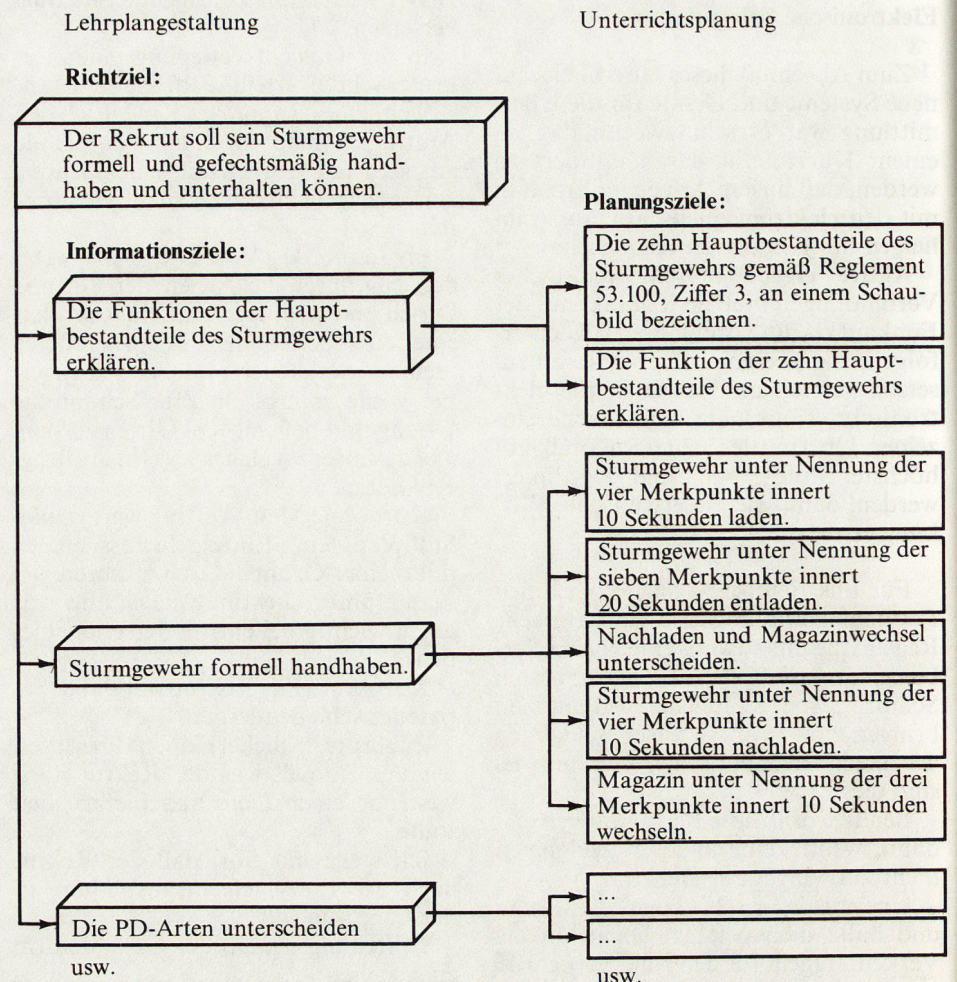 Lehrplangestaltung
Unterrichtsplanung
Richtziel:
Der Rekrut soll sein Sturmgewehr
formell und gefechtsmäßig hand-
haben und unterhalten können.
Informationsziele:
Die Funktionen der Haupt-
bestandteile des Sturmgewehrs
erklären.
Sturmgewehr formell handhaben.
Die PD-Arten unterscheiden
usw.
Planungsziele:
Die zehn Hauptbestandteile des
Sturmgewehrs gemäß Reglement
53.100, Ziffer 3, an einem Schau-
bild bezeichnen.
Die Funktion der zehn Haupt-
bestandteile des Sturmgewehrs
erklären.
Sturmgewehr unter Nennung der
vier Merkpunkte innert
10 Sekunden laden.
Sturmgewehr unter Nennung der
sieben Merkpunkte innert
20 Sekunden entladen.
Nachladen und Magazinwechsel
unterscheiden.
Sturmgewehr unter Nennung der
vier Merkpunkte innert
10 Sekunden nachladen.
Magazin unter Nennung der drei
Merkpunkte innert 10 Sekunden
wechseln.
...
...
usw.